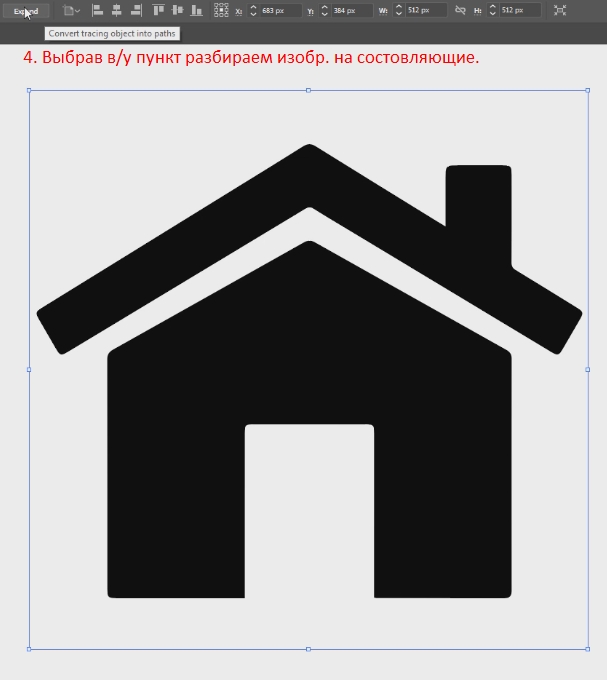 Expand X: 683 px Y: 384 px W: 512 px H: 512 px
Convert tracing object into paths
4. Выбрав в/у пункт разбираем изобр. на состовляющие.